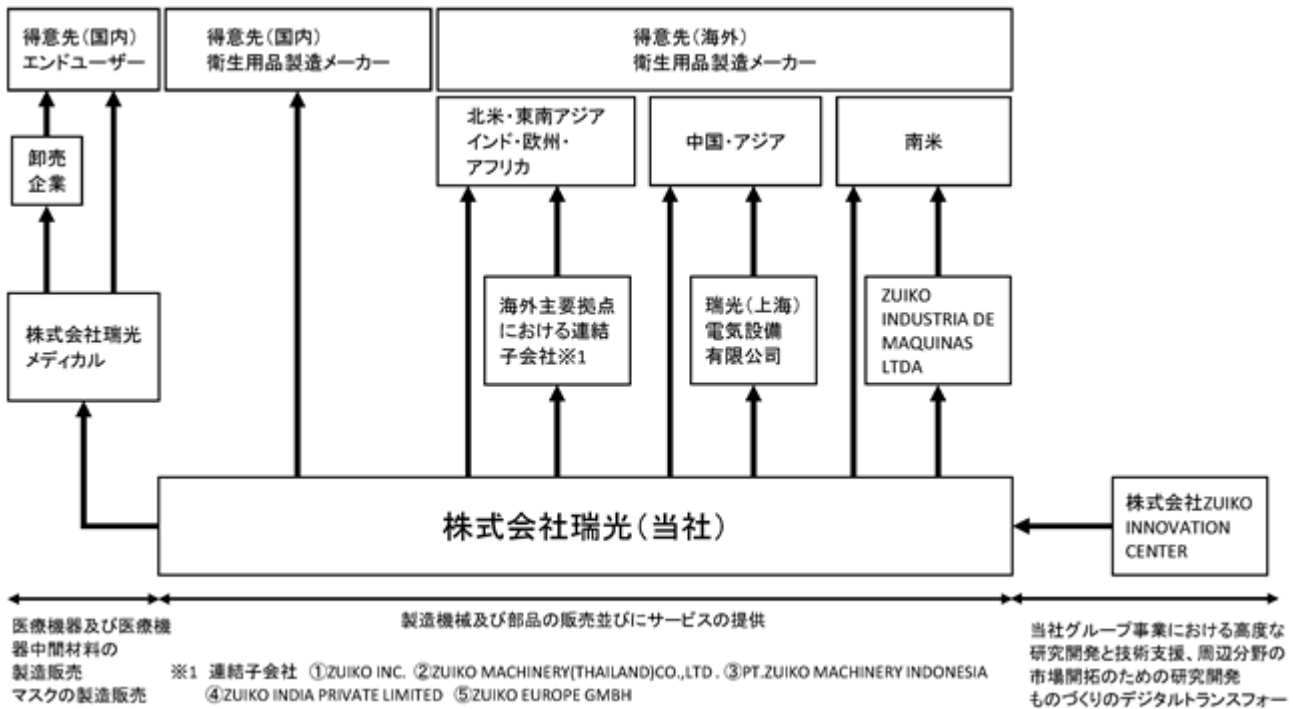 得意先(国内)
エンドユーザー
得意先(国内)
衛生用品製造メーカー
得意先(海外)
衛生用品製造メーカー
北米・東南アジア
インド・欧州・
アフリカ
中国・アジア
南米
卸売
企業
株式会社瑞光
メディカル
海外主要拠点
における連結
子会社※1
瑞光(上海)
電気設備
有限公司
ZUIKO
INDUSTRIA DE
MAQUINAS
LTDA
株式会社瑞光(当社)
株式会社ZUIKO
INNOVATION
CENTER
医療機器及び医療機
器中間材料の
製造販売
マスクの製造販売
製造機械及び部品の販売並びにサービスの提供
※1 連結子会社 ①ZUIKO INC. ②ZUIKO MACHINERY(THAILAND)CO.,LTD. ③PT.ZUIKO MACHINERY INDONESIA
④ZUIKO INDIA PRIVATE LIMITED ⑤ZUIKO EUROPE GMBH
当社グループ事業における高度な
研究開発と技術支援、周辺分野の
市場開拓のための研究開発
ものづくりのデジタルトランスフォー